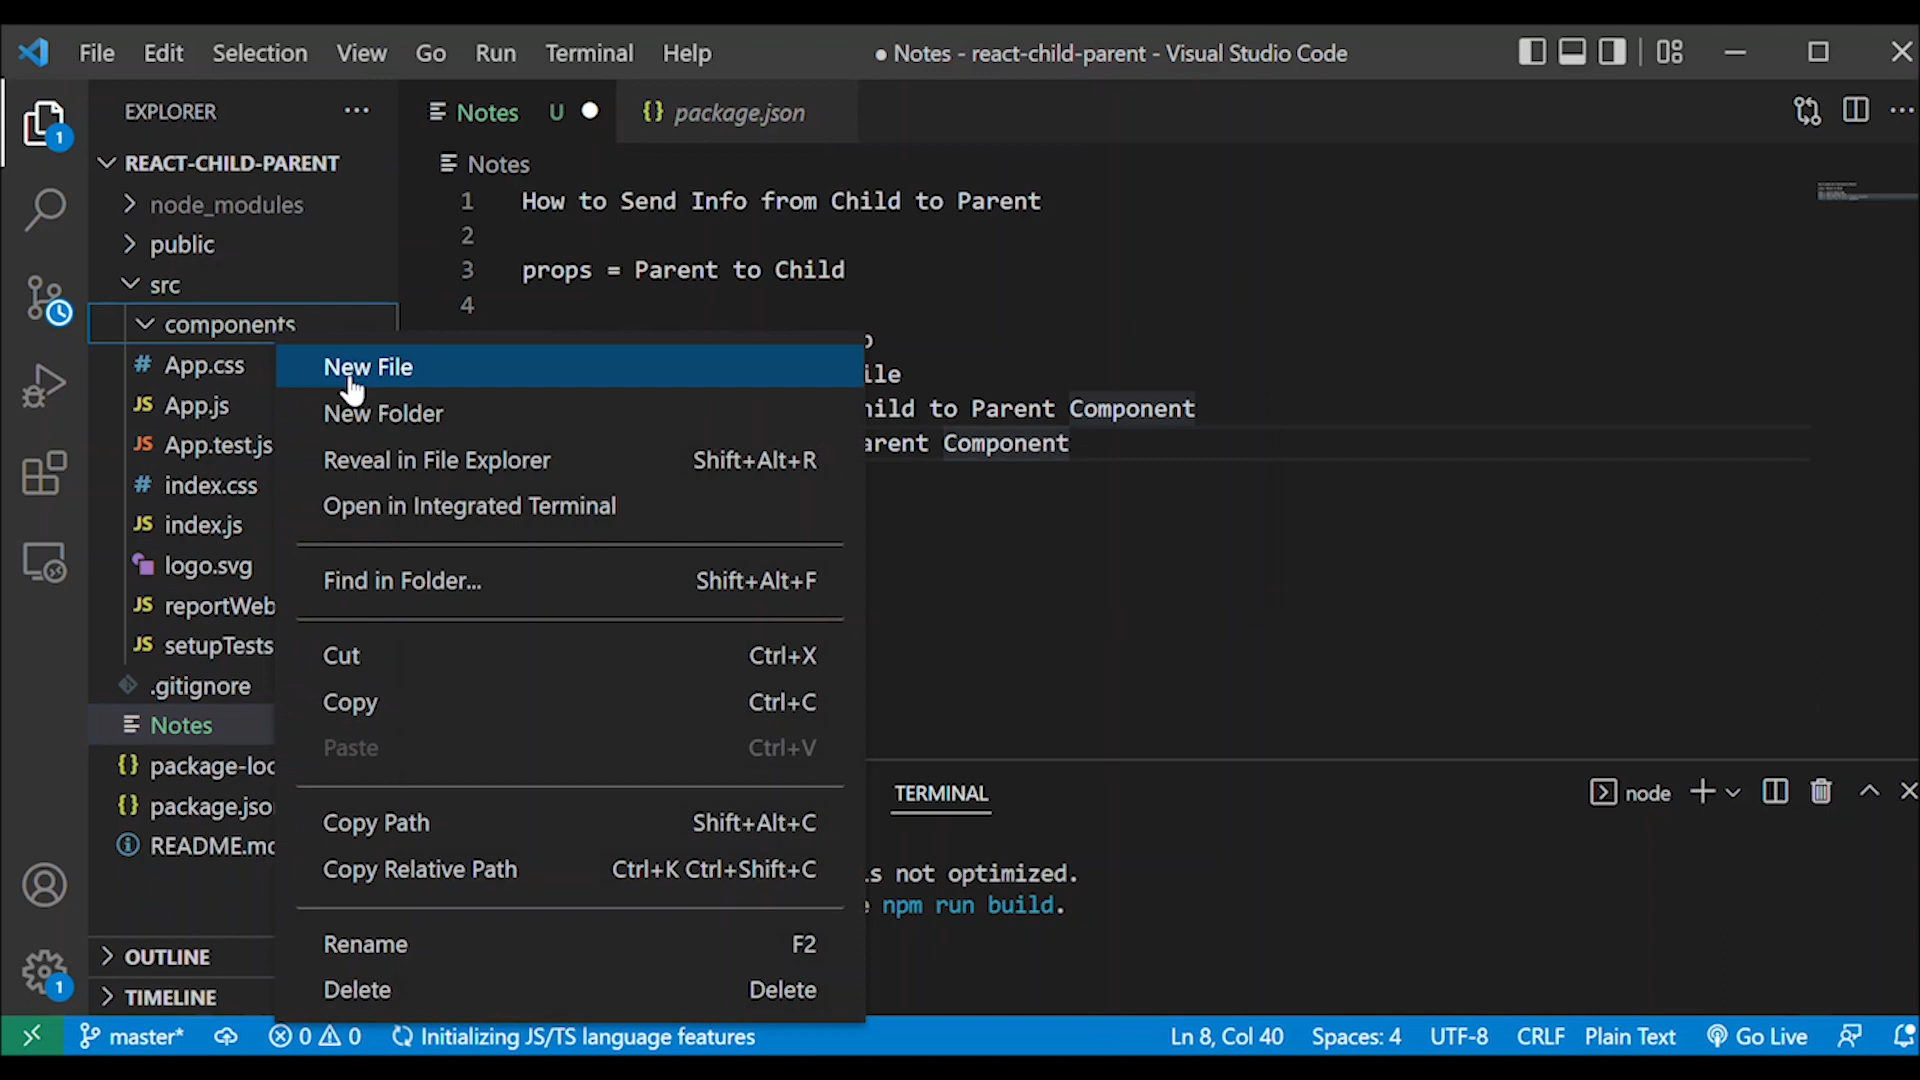 File Edit Selection View Go Run Terminal Help
● Notes - react-child-parent - Visual Studio Code
EXPLORER
REACT-CHILD-PARENT
node_modules
public
src
components
# App.css
JS App.js
JS App.test.js
# index.css
JS index.js
logo.svg
JS reportWeb
JS setupTests
.gitignore
Notes
{} package-loc
{} package.jso
README.m
OUTLINE
TIMELINE
1
1
Notes U
{} package.json
Notes
1 How to Send Info from Child to Parent
2
3 props = Parent to Child
4
ile
hild to Parent Component
arent Component
New File
New Folder
Reveal in File Explorer Shift+Alt+R
Open in Integrated Terminal
Find in Folder... Shift+Alt+F
Cut Ctrl+X
Copy Ctrl+C
Paste Ctrl+V
Copy Path Shift+Alt+C
Copy Relative Path Ctrl+K Ctrl+Shift+C
Rename F2
Delete Delete
TERMINAL
node
s not optimized.
npm run build.
master* 0 0 Initializing JS/TS language features
Ln 8, Col 40 Spaces: 4 UTF-8 CRLF Plain Text Go Live